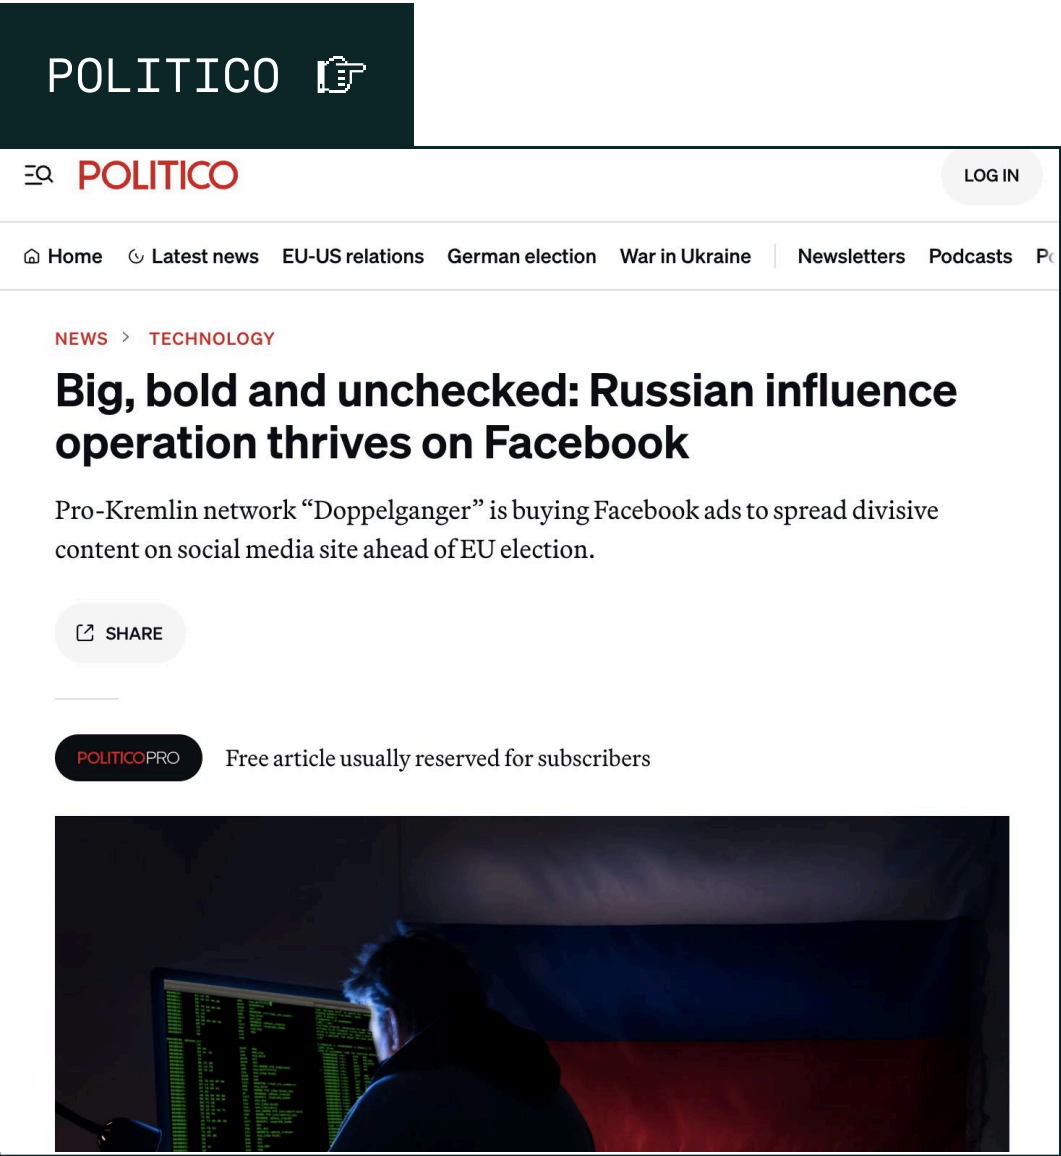 POLITICO
POLITICO
LOG IN
Home Latest news EU-US relations German election War in Ukraine Newsletters Podcasts
NEWS > TECHNOLOGY
Big, bold and unchecked: Russian influence
operation thrives on Facebook
Pro-Kremlin network “Doppelganger” is buying Facebook ads to spread divisive
content on social media site ahead of EU election.
SHARE
POLITICOPRO Free article usually reserved for subscribers